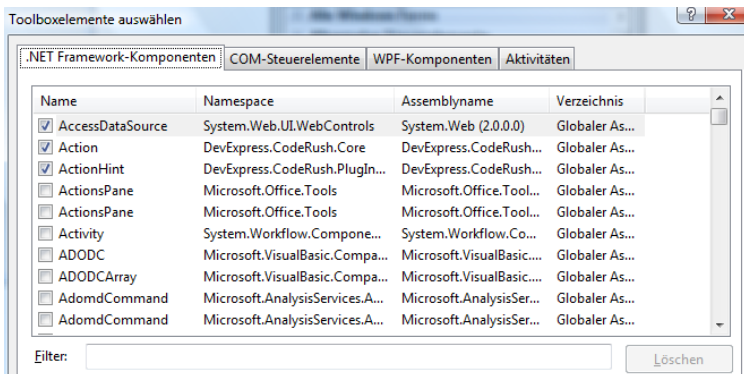 Toolboxelemente auswählen
.NET Framework-Komponenten COM-Steuerelemente WPF-Komponenten Aktivitäten
Name Namespace Assemblyname Verzeichnis
AccessDataSource System.Web.UI.WebControls System.Web (2.0.0.0) Globaler As...
Action DevExpress.CodeRush.Core DevExpress.CodeRush... Globaler As...
ActionHint DevExpress.CodeRush.PlugIn... DevExpress.CodeRush... Globaler As...
ActionsPane Microsoft.Office.Tools Microsoft.Office.Tool... Globaler As...
ActionsPane Microsoft.Office.Tools Microsoft.Office.Tool... Globaler As...
Activity System.Workflow.Compone... System.Workflow.Co... Globaler As...
ADODC Microsoft.VisualBasic.Compa... Microsoft.VisualBasic.... Globaler As...
ADODCArray Microsoft.VisualBasic.Compa... Microsoft.VisualBasic.... Globaler As...
AdomdCommand Microsoft.AnalysisServices.A... Microsoft.AnalysisSer... Globaler As...
AdomdCommand Microsoft.AnalysisServices.A... Microsoft.AnalysisSer... Globaler As...
Filter: Löschen